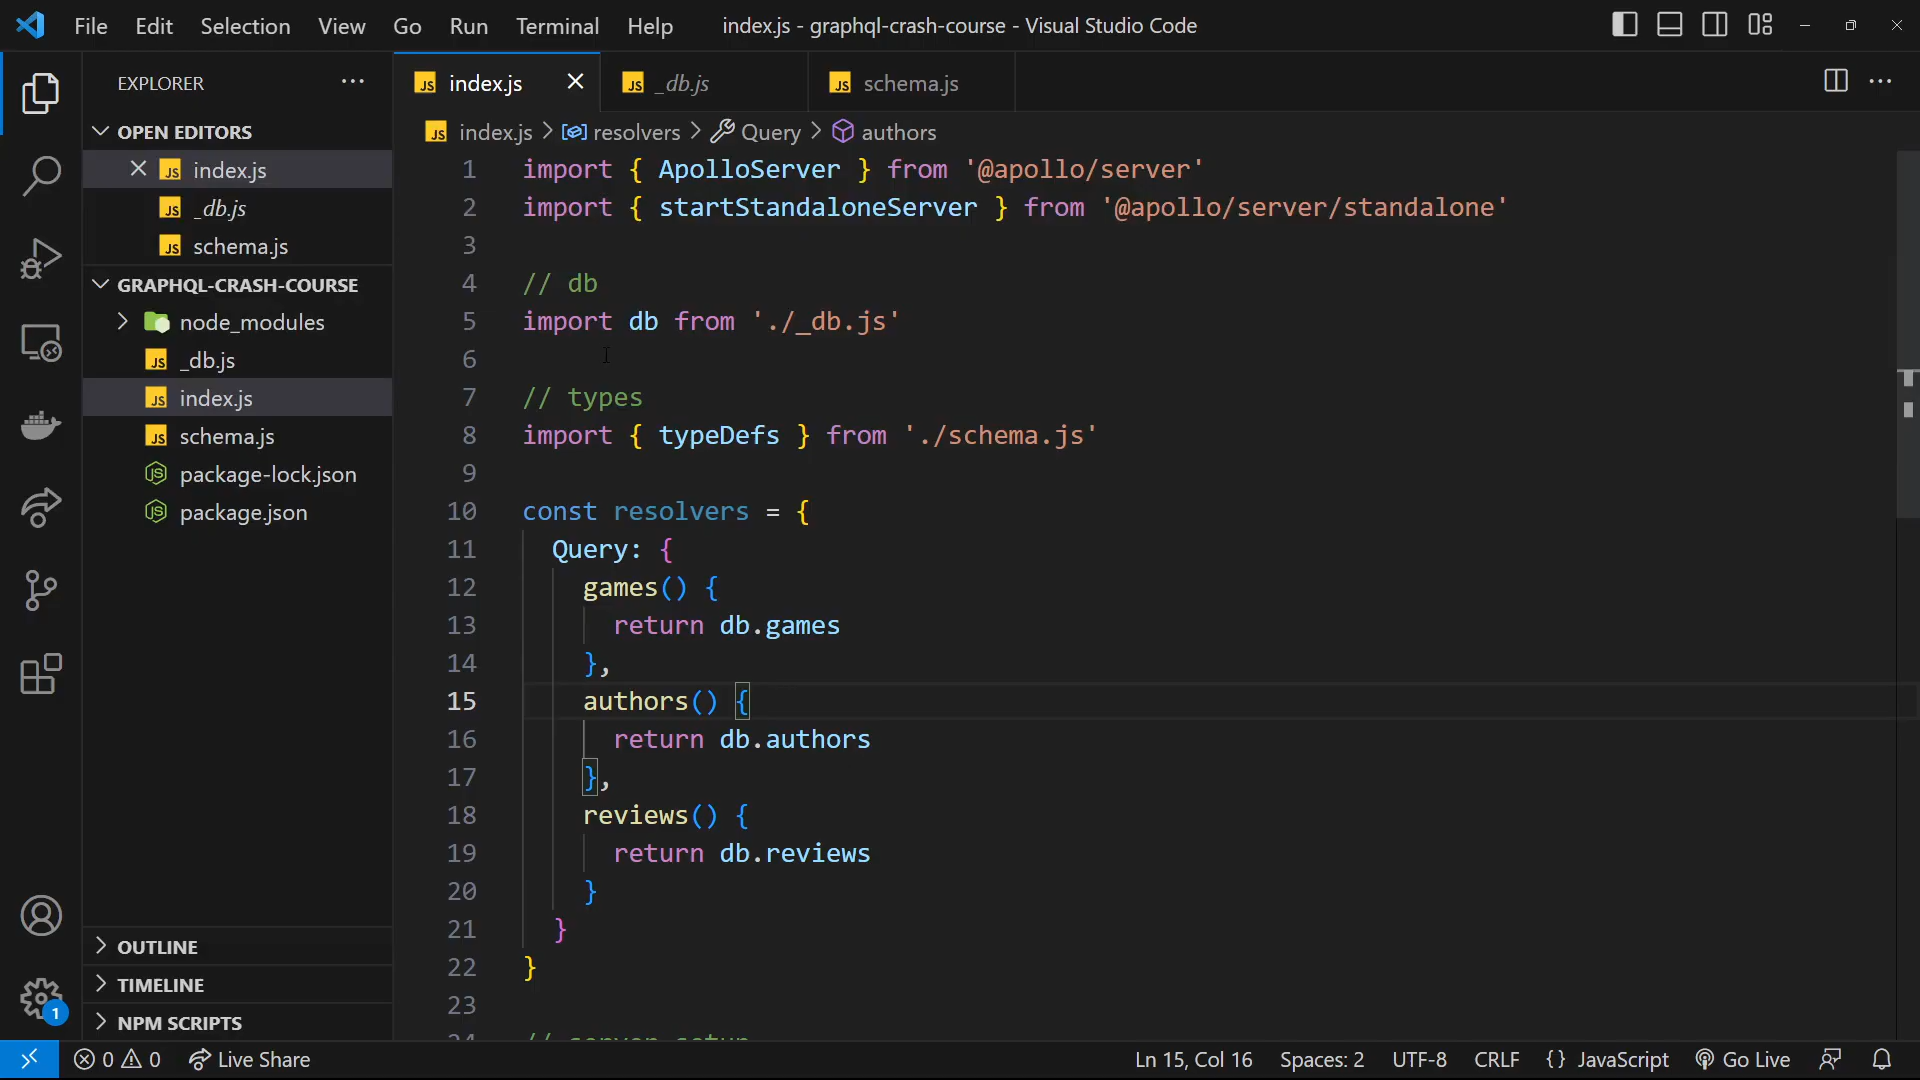 File Edit Selection View Go Run Terminal Help index.js - graphql-crash-course - Visual Studio Code
EXPLORER
OPEN EDITORS
index.js
_db.js
schema.js
GRAPHQL-CRASH-COURSE
node_modules
_db.js
index.js
schema.js
package-lock.json
package.json
OUTLINE
TIMELINE
NPM SCRIPTS
index.js _db.js schema.js
index.js > resolvers > Query > authors
1 import { ApolloServer } from '@apollo/server'
2 import { startStandaloneServer } from '@apollo/server/standalone'
3
4 // db
5 import db from './_db.js'
6
7 // types
8 import { typeDefs } from './schema.js'
9
10 const resolvers = {
11 Query: {
12 games() {
13 return db.games
14 },
15 authors() {
16 return db.authors
17 },
18 reviews() {
19 return db.reviews
20 }
21 }
22 }
23
24 // server setup
1
0 0 Live Share Ln 15, Col 16 Spaces: 2 UTF-8 CRLF {} JavaScript Go Live